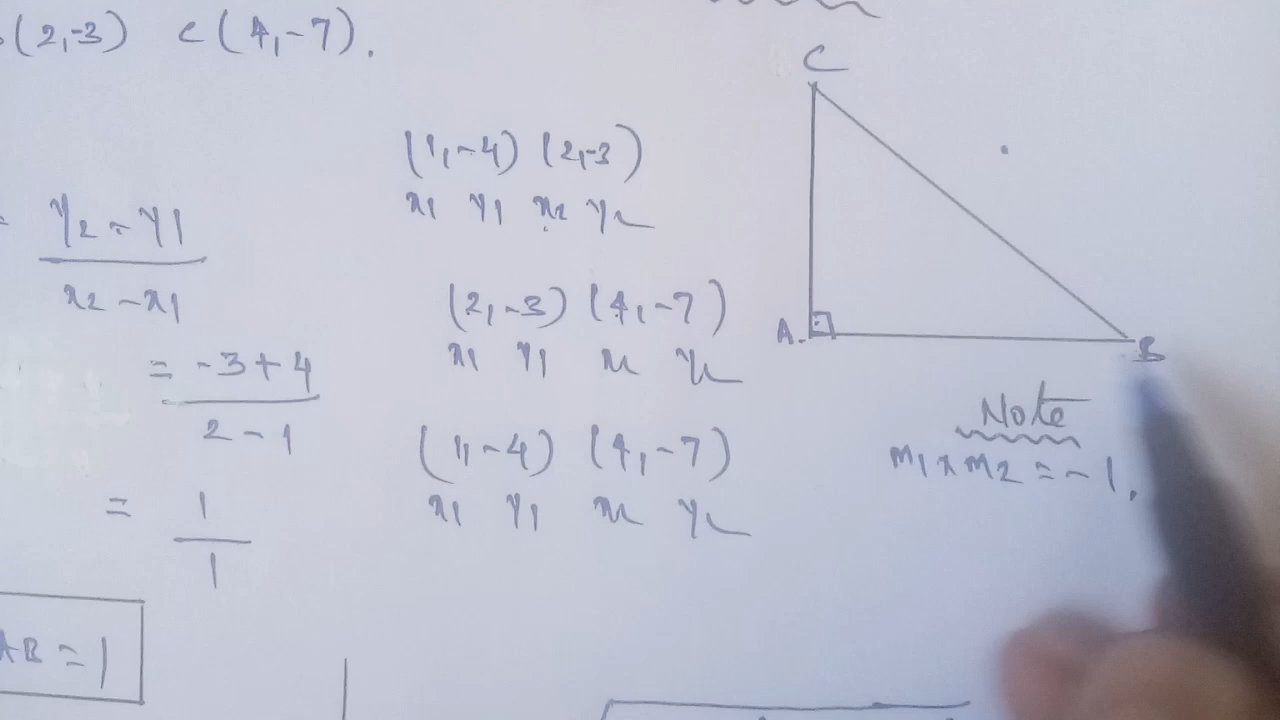 (2,-3) C(4,-7).
C
(1,-4) (2,-3)
x1 y1 x2 y2
y2-y1
x2-x1
(2,-3) (4,-7)
x1 y1 x2 y2
A.
B
= -3+4
2-1
Note
m1 x m2 = -1.
(1,-4) (4,-7)
x1 y1 x2 y2
= 1
1
AB = 1